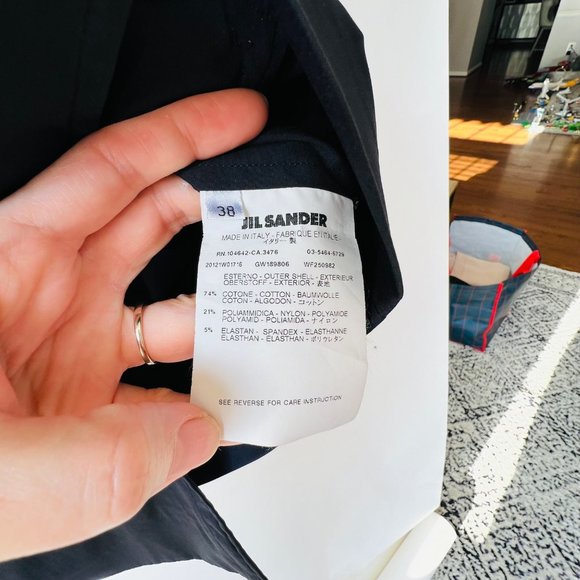 38
JIL SANDER
MADE IN ITALY - FABRIQUE EN ITALIE
イタリー 製
RN 104642-CA.3476 03-5464-6729
20121W01716 GW189806 WF250982
ESTERNO - OUTER SHELL - EXTERIEUR
OBERSTOFF - EXTERIOR - 表地
74% COTONE - COTTON - BAUMWOLLE
COTON - ALGODON - コットン
21% POLIAMMIDICA - NYLON - POLYAMIDE
POLYAMID - POLIAMIDA - ナイロン
5% ELASTAN - SPANDEX - ELASTHANNE
ELASTHAN - ELASTHAN - ポリウレタン
SEE REVERSE FOR CARE INSTRUCTION